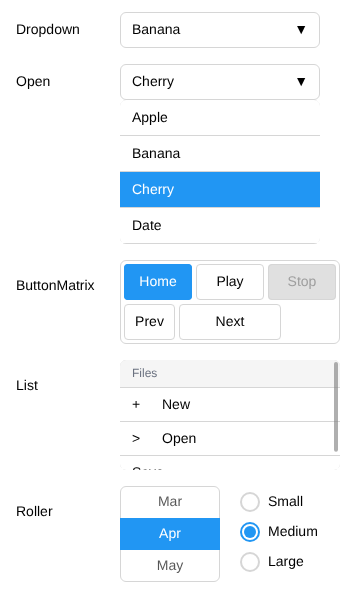 Dropdown Banana ▼
Open Cherry ▼
Apple
Banana
Cherry
Date
ButtonMatrix Home Play Stop
Prev Next
Files
List
+ New
> Open
Mar Small
Roller
Apr Medium
May Large